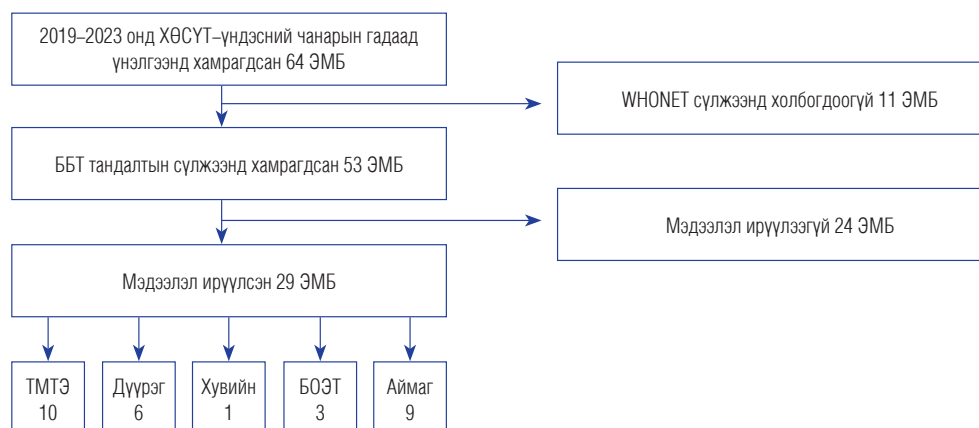 2019–2023 онд ХӨСҮТ–үндэсний чанарын гадаад
үнэлгээнд хамрагдсан 64 ЭМБ
WHONET сүлжээнд холбогдоогүй 11 ЭМБ
ББТ тандалтын сүлжээнд хамрагдсан 53 ЭМБ
Мэдээлэл ирүүлээгүй 24 ЭМБ
Мэдээлэл ирүүлсэн 29 ЭМБ
ТМТЭ
10
Дүүрэг
6
Хувийн
1
БОЭТ
3
Аймаг
9